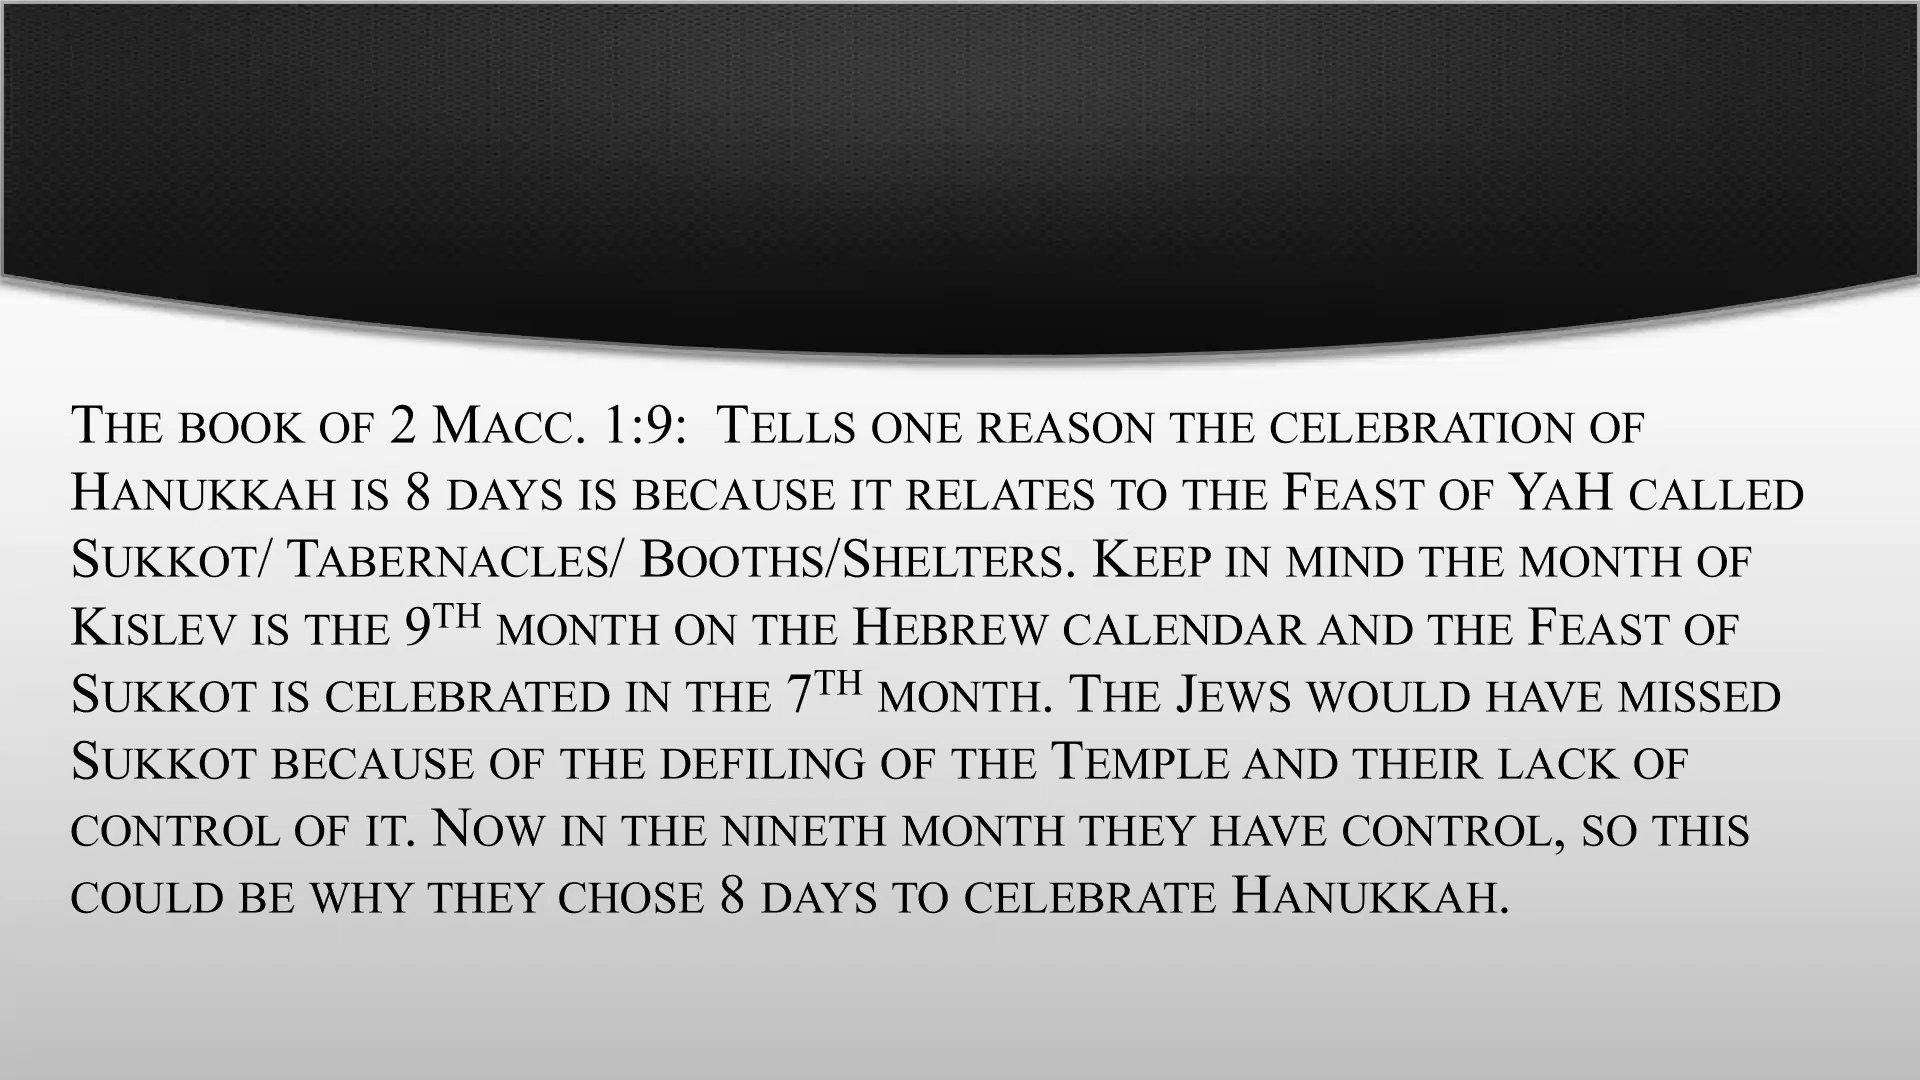 The book of 2 Macc. 1:9:  Tells one reason the celebration of
Hanukkah is 8 days is because it relates to the Feast of YaH called
Sukkot/ Tabernacles/ Booths/Shelters. Keep in mind the month of
Kislev is the 9th month on the Hebrew calendar and the Feast of
Sukkot is celebrated in the 7th month. The Jews would have missed
Sukkot because of the defiling of the Temple and their lack of
control of it. Now in the nineth month they have control, so this
could be why they chose 8 days to celebrate Hanukkah.